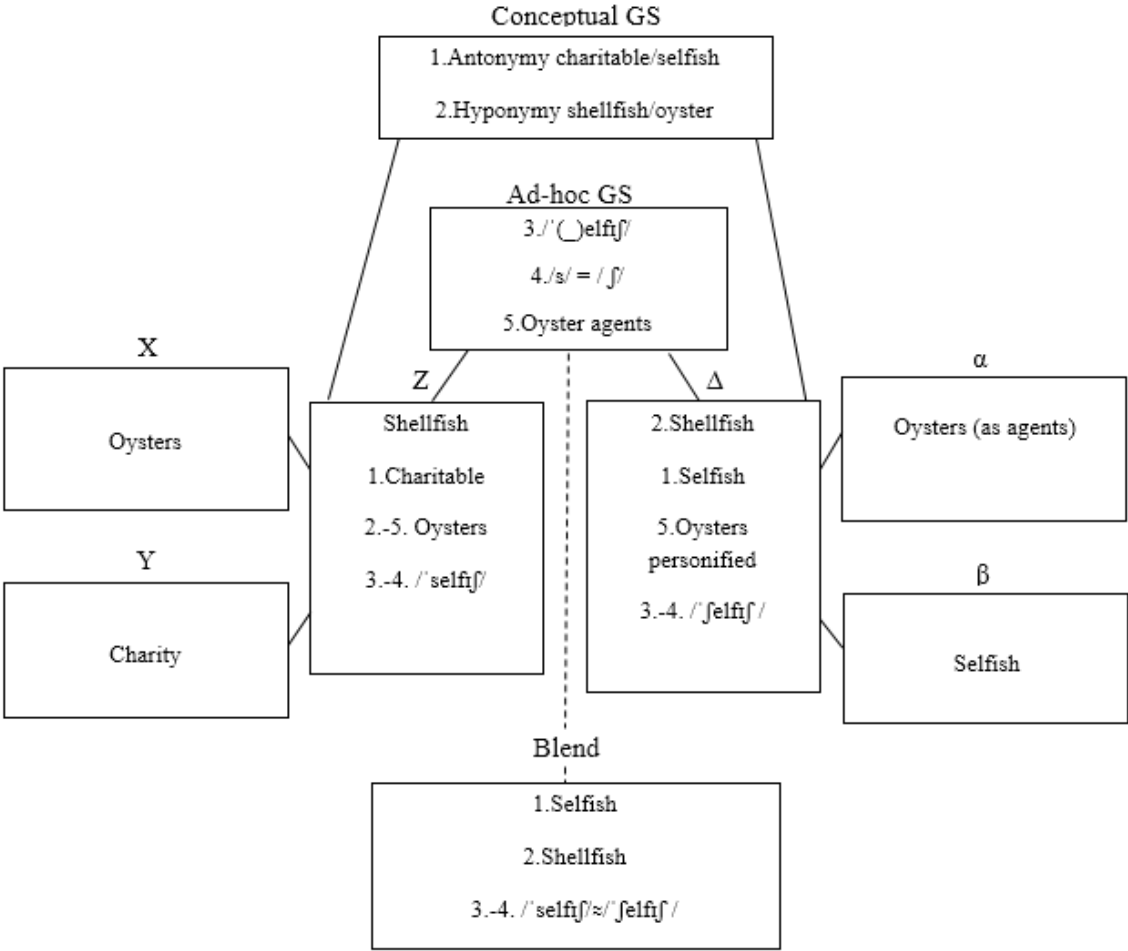 Conceptual GS
1.Antonymy charitable/selfish
2.Hyponymy shellfish/oyster
Ad-hoc GS
3./ˈ(_)elfɪʃ/
4./s/ = / ʃ/
5.Oyster agents
X
Oysters
Y
Charity
Z
Shellfish
1.Charitable
2.-5. Oysters
3.-4. /ˈselfɪʃ/
Δ
2.Shellfish
1.Selfish
5.Oysters
personified
3.-4. /ˈʃelfɪʃ /
α
Oysters (as agents)
β
Selfish
Blend
1.Selfish
2.Shellfish
3.-4. /ˈselfɪʃ/≈/ˈʃelfɪʃ /